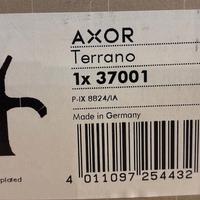 AXOR
Terrano
1x 37001
P-IX 8824/IA
Made in Germany
plated
4 011097 254432